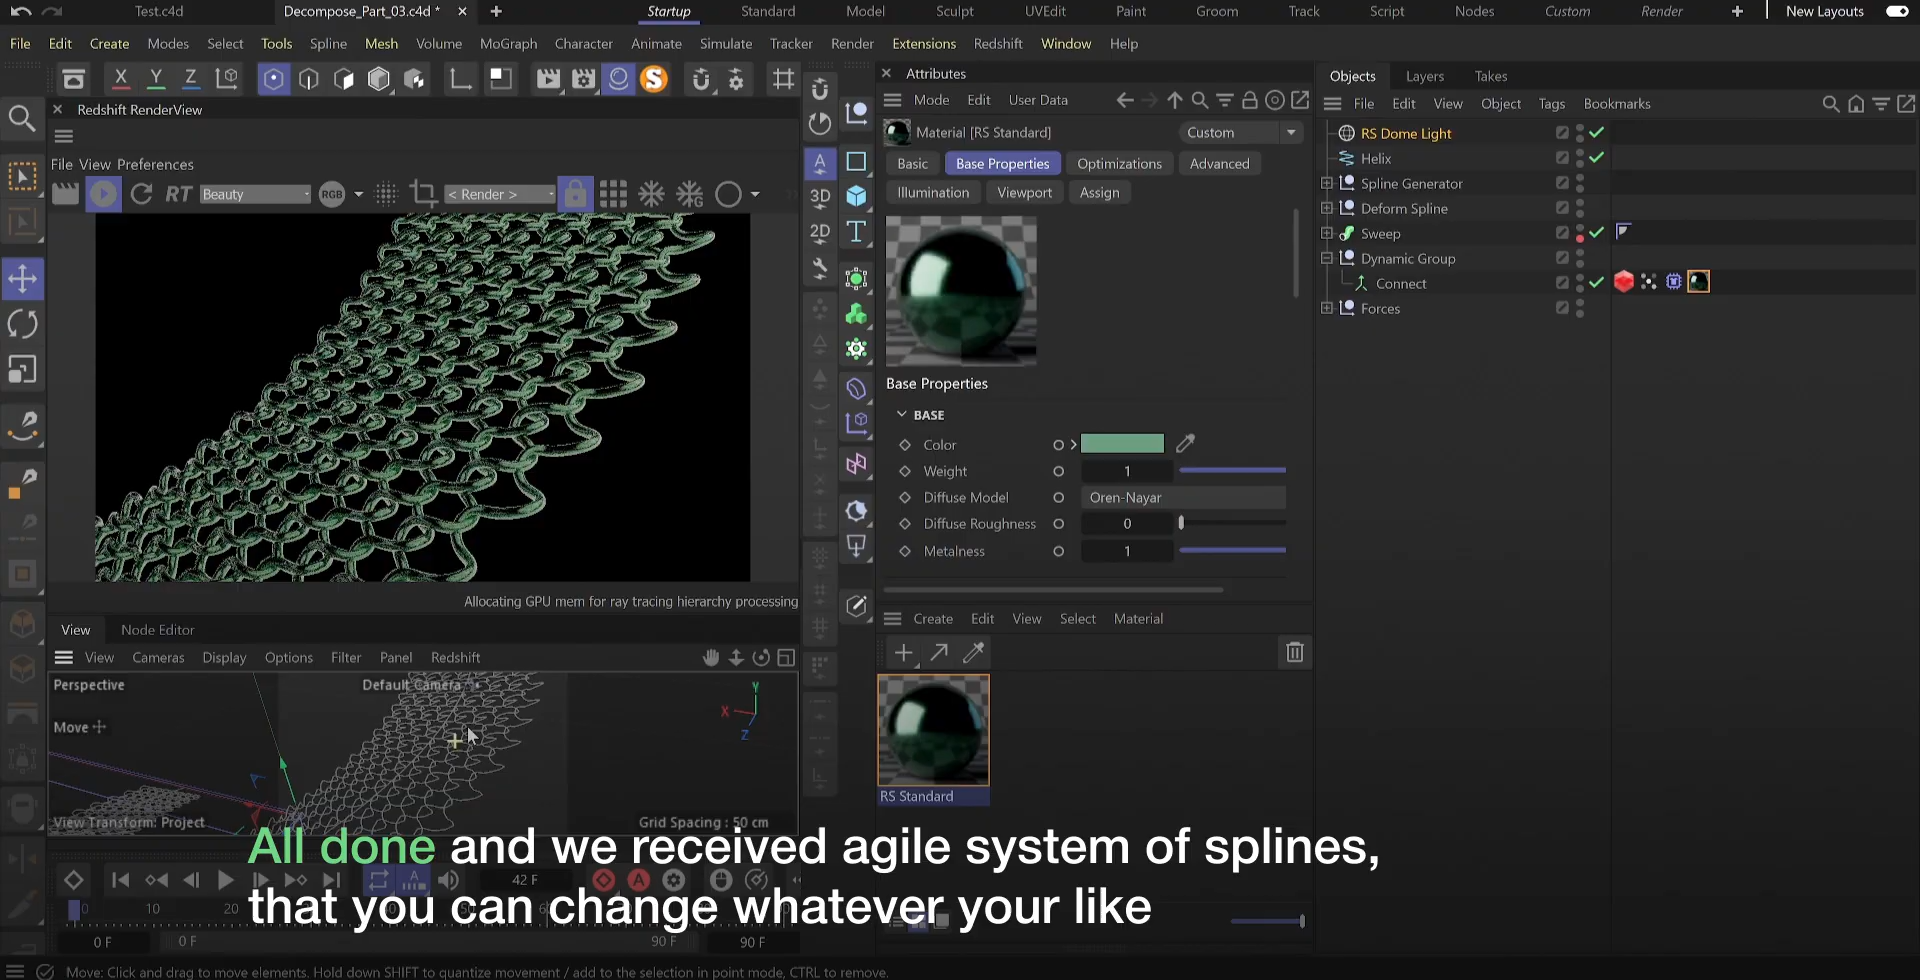 Test.c4d
Decompose_Part_03.c4d *
Startup Standard Model Sculpt UVEdit Paint Groom Track Script Nodes Custom Render New Layouts
File Edit Create Modes Select Tools Spline Mesh Volume MoGraph Character Animate Simulate Tracker Render Extensions Redshift Window Help
X Y Z
Redshift RenderView
File View Preferences
RT Beauty RGB < Render >
Allocating GPU mem for ray tracing hierarchy processing
A
3D
2D
T
Attributes
Mode Edit User Data
Material [RS Standard] Custom
Basic Base Properties Optimizations Advanced
Illumination Viewport Assign
Base Properties
BASE
Color
Weight 1
Diffuse Model Oren-Nayar
Diffuse Roughness 0
Metalness 1
Create Edit View Select Material
RS Standard
Objects Layers Takes
File Edit View Object Tags Bookmarks
RS Dome Light
Helix
Spline Generator
Deform Spline
Sweep
Dynamic Group
Connect
Forces
View Node Editor
View Cameras Display Options Filter Panel Redshift
Perspective Default Camera
Move
Y
X
Z
View Transform: Project Grid Spacing : 50 cm
All done and we received agile system of splines,
that you can change whatever your like
42 F
0 10 20
0 F 0 F 90 F 90 F
Move: Click and drag to move elements. Hold down SHIFT to quantize movement / add to the selection in point mode, CTRL to remove.